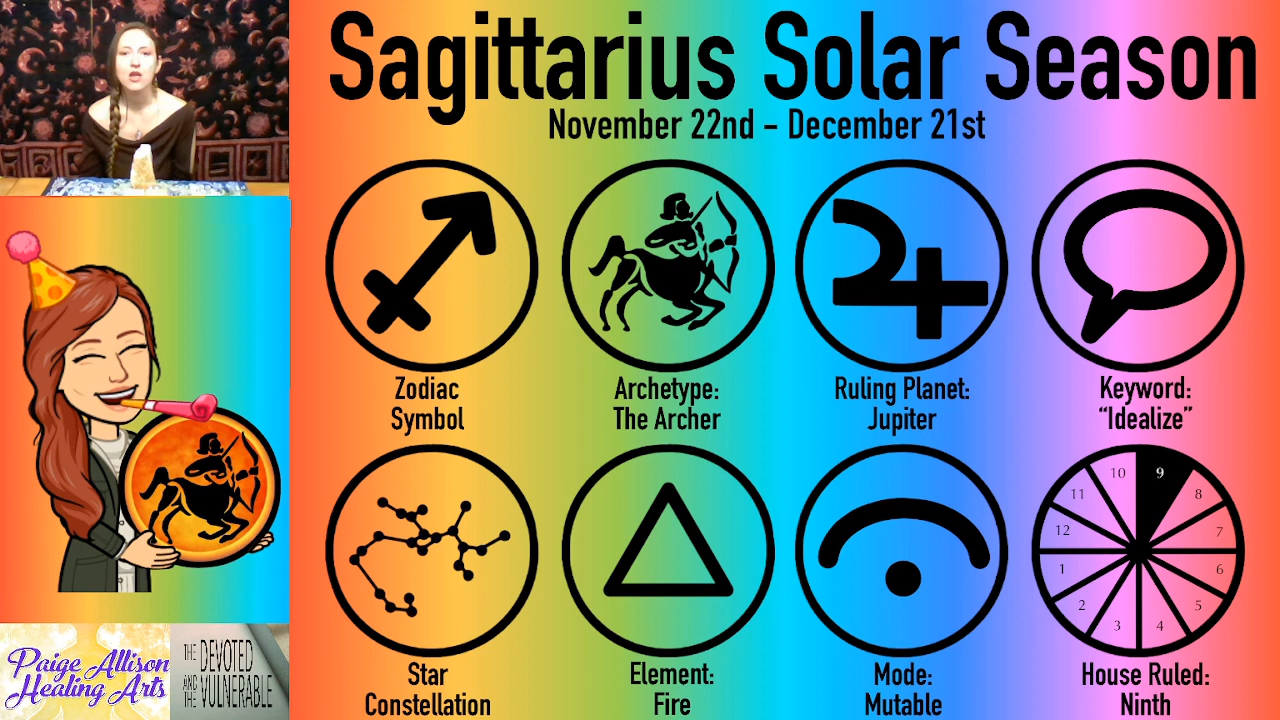 Sagittarius Solar Season
November 22nd - December 21st
Zodiac
Symbol
Archetype:
The Archer
Ruling Planet:
Jupiter
Keyword:
“Idealize”
10
9
11
8
12
7
1
6
2
5
3
4
Star
Constellation
Element:
Fire
Mode:
Mutable
House Ruled:
Ninth
Paige Allison
Healing Arts
THE DEVOTED
AND THE VULNERABLE